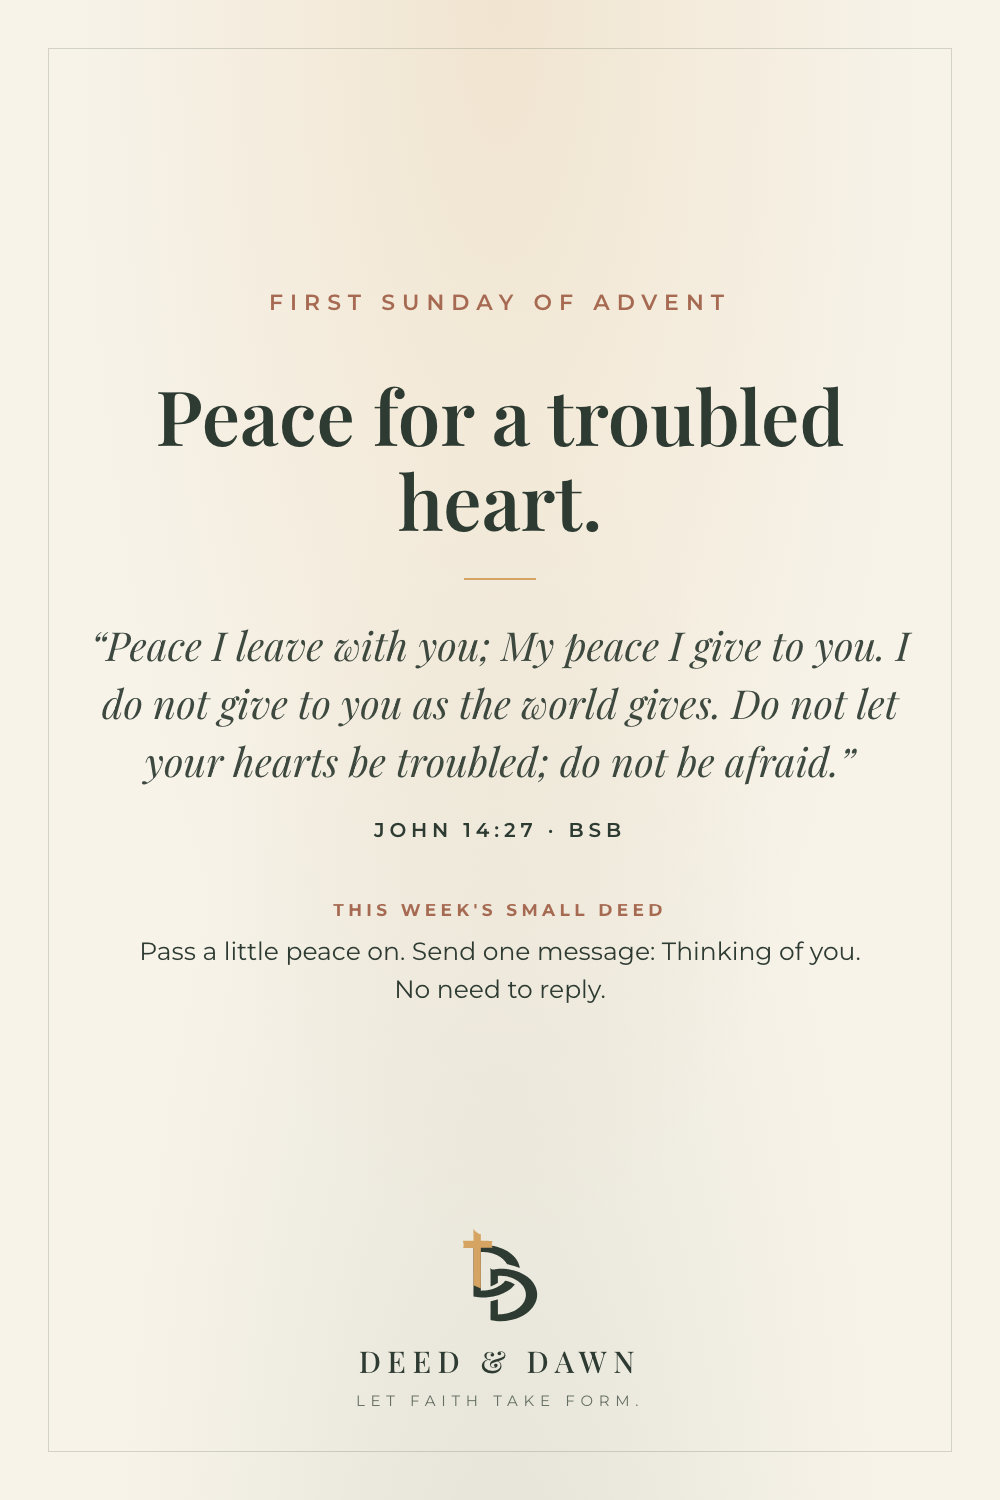 FIRST SUNDAY OF ADVENT
Peace for a troubled
heart.
“Peace I leave with you; My peace I give to you. I
do not give to you as the world gives. Do not let
your hearts be troubled; do not be afraid.”
JOHN 14:27 · BSB
THIS WEEK'S SMALL DEED
Pass a little peace on. Send one message: Thinking of you.
No need to reply.
DEED & DAWN
LET FAITH TAKE FORM.